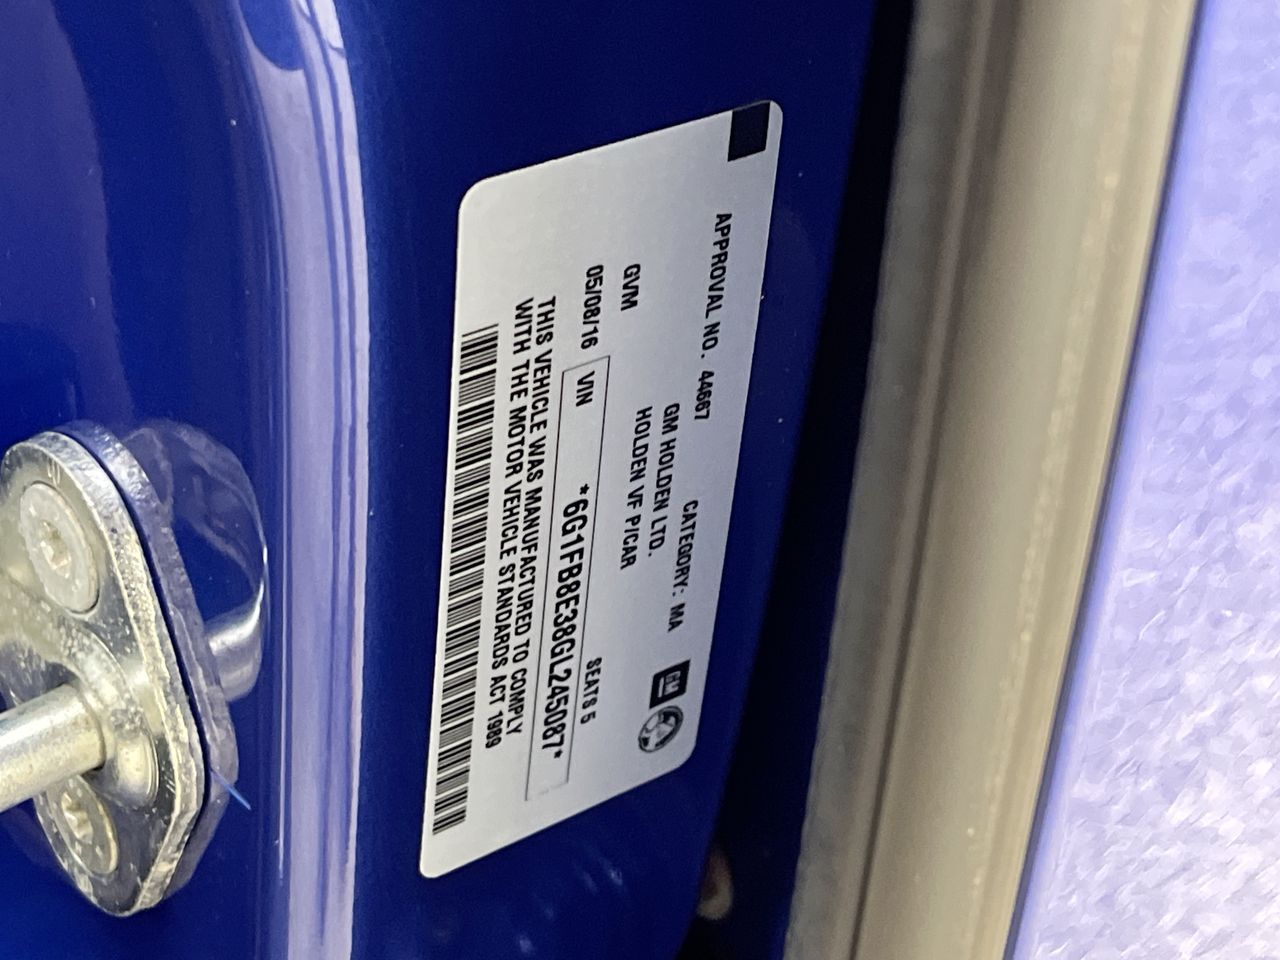 APPROVAL NO. 44667 CATEGORY: MA
GM HOLDEN LTD.
GVM HOLDEN VF P/CAR
05/08/16 SEATS 5
VIN *6G1FB8E38GL245087*
THIS VEHICLE WAS MANUFACTURED TO COMPLY
WITH THE MOTOR VEHICLE STANDARDS ACT 1989
GM